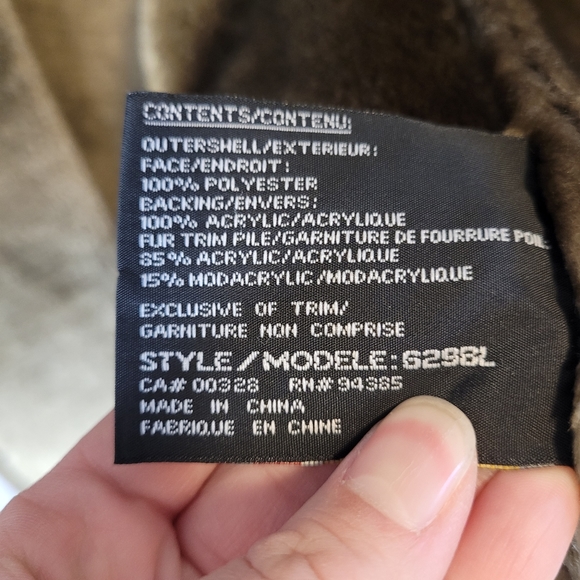 CONTENTS/CONTENU:
OUTERSHELL/EXTERIEUR:
FACE/ENDROIT:
100% POLYESTER
BACKING/ENVERS:
100% ACRYLIC/ACRYLIQUE
FUR TRIM PILE/GARNITURE DE FOURRURE POIL
85% ACRYLIC/ACRYLIQUE
15% MODACRYLIC/MODACRYLIQUE
EXCLUSIVE OF TRIM/
GARNITURE NON COMPRISE
STYLE/MODELE: 6298L
CA# 00328 RN# 94385
MADE IN CHINA
FABRIQUE EN CHINE